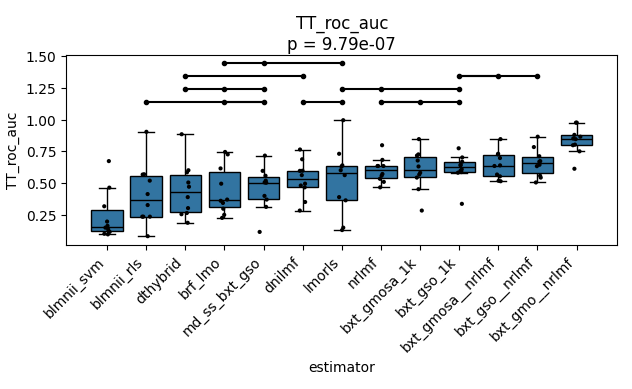 TT_roc_auc
p = 9.79e-07
TT_roc_auc
1.50
1.25
1.00
0.75
0.50
0.25
blmnii_svm
blmnii_rls
dthybrid
brf_lmo
md_ss_bxt_gso
dnilmf
lmorls
nrlmf
bxt_gmosa_1k
bxt_gso_1k
bxt_gmosa__nrlmf
bxt_gso__nrlmf
bxt_gmo__nrlmf
estimator